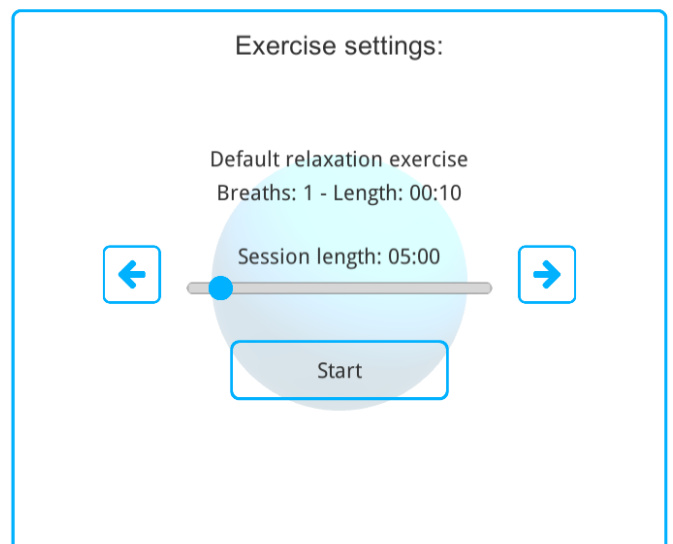 Exercise settings:
Default relaxation exercise
Breaths: 1 - Length: 00:10
Session length: 05:00
Start